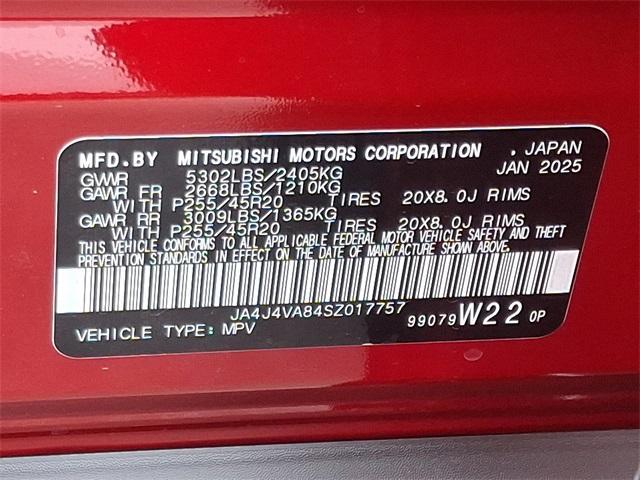 MFD.BY MITSUBISHI MOTORS CORPORATION , JAPAN
GWR 5302LBS/2405KG JAN 2025
GAWR FR 2668LBS/1210KG
WITH P255/45R20 TIRES 20X8.0J RIMS
GAWR RR 3009LBS/1365KG
WITH P255/45R20 TIRES 20X8.0J RIMS
THIS VEHICLE CONFORMS TO ALL APPLICABLE FEDERAL MOTOR VEHICLE SAFETY AND THEFT
PREVENTION STANDARDS IN EFFECT ON THE DATE OF MANUFACTURE SHOWN ABOVE.
JA4J4VA84SZ017757
VEHICLE TYPE: MPV 99079 W22 0P